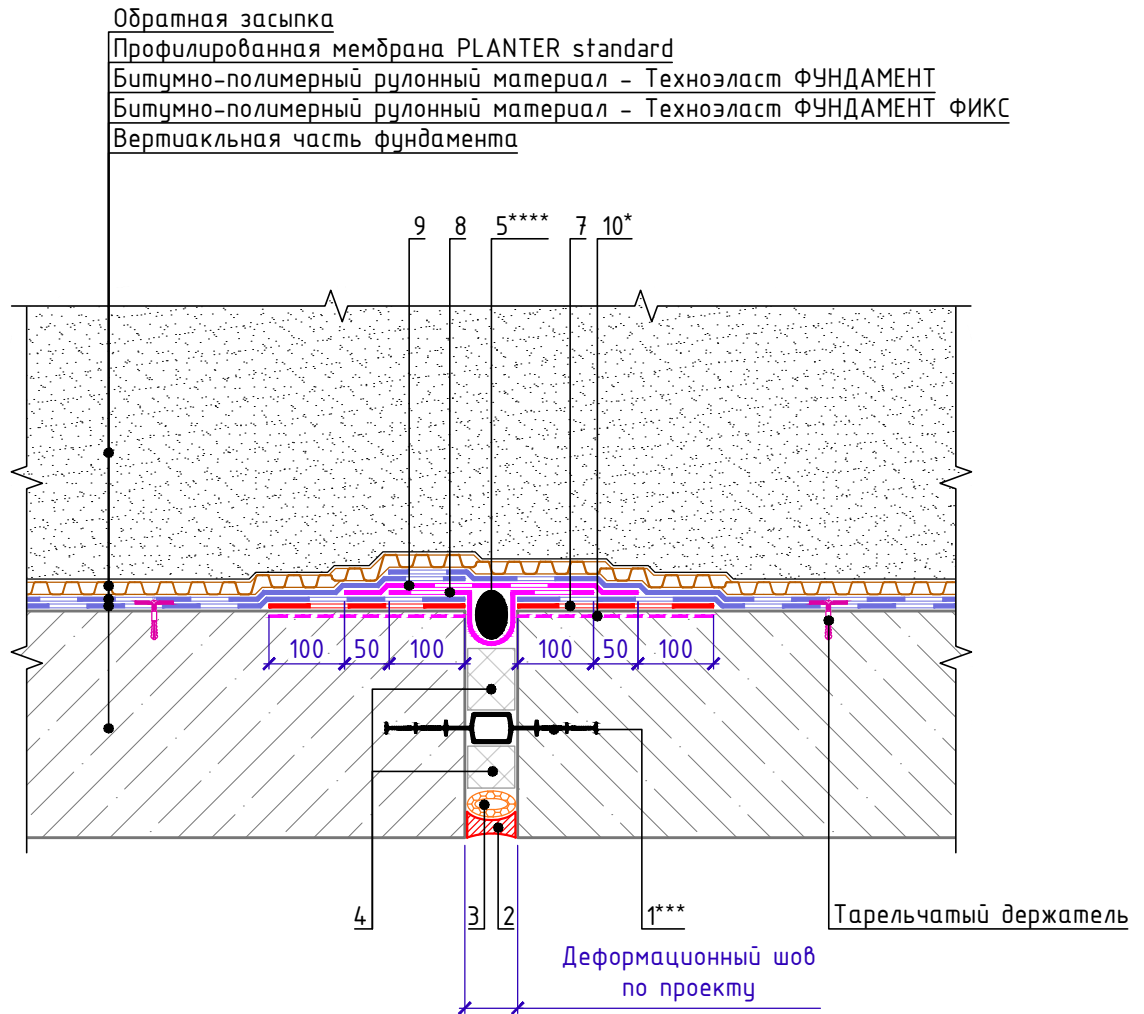 Обратная засыпка
Профилированная мембрана PLANTER standard
Битумно-полимерный рулонный материал - Техноэласт ФУНДАМЕНТ
Битумно-полимерный рулонный материал - Техноэласт ФУНДАМЕНТ ФИКС
Вертиакльная часть фундамента
9 8 5**** 7 10*
100 50 100 100 50 100
4 3 2 1*** Тарельчатый держатель
Деформационный шов
по проекту